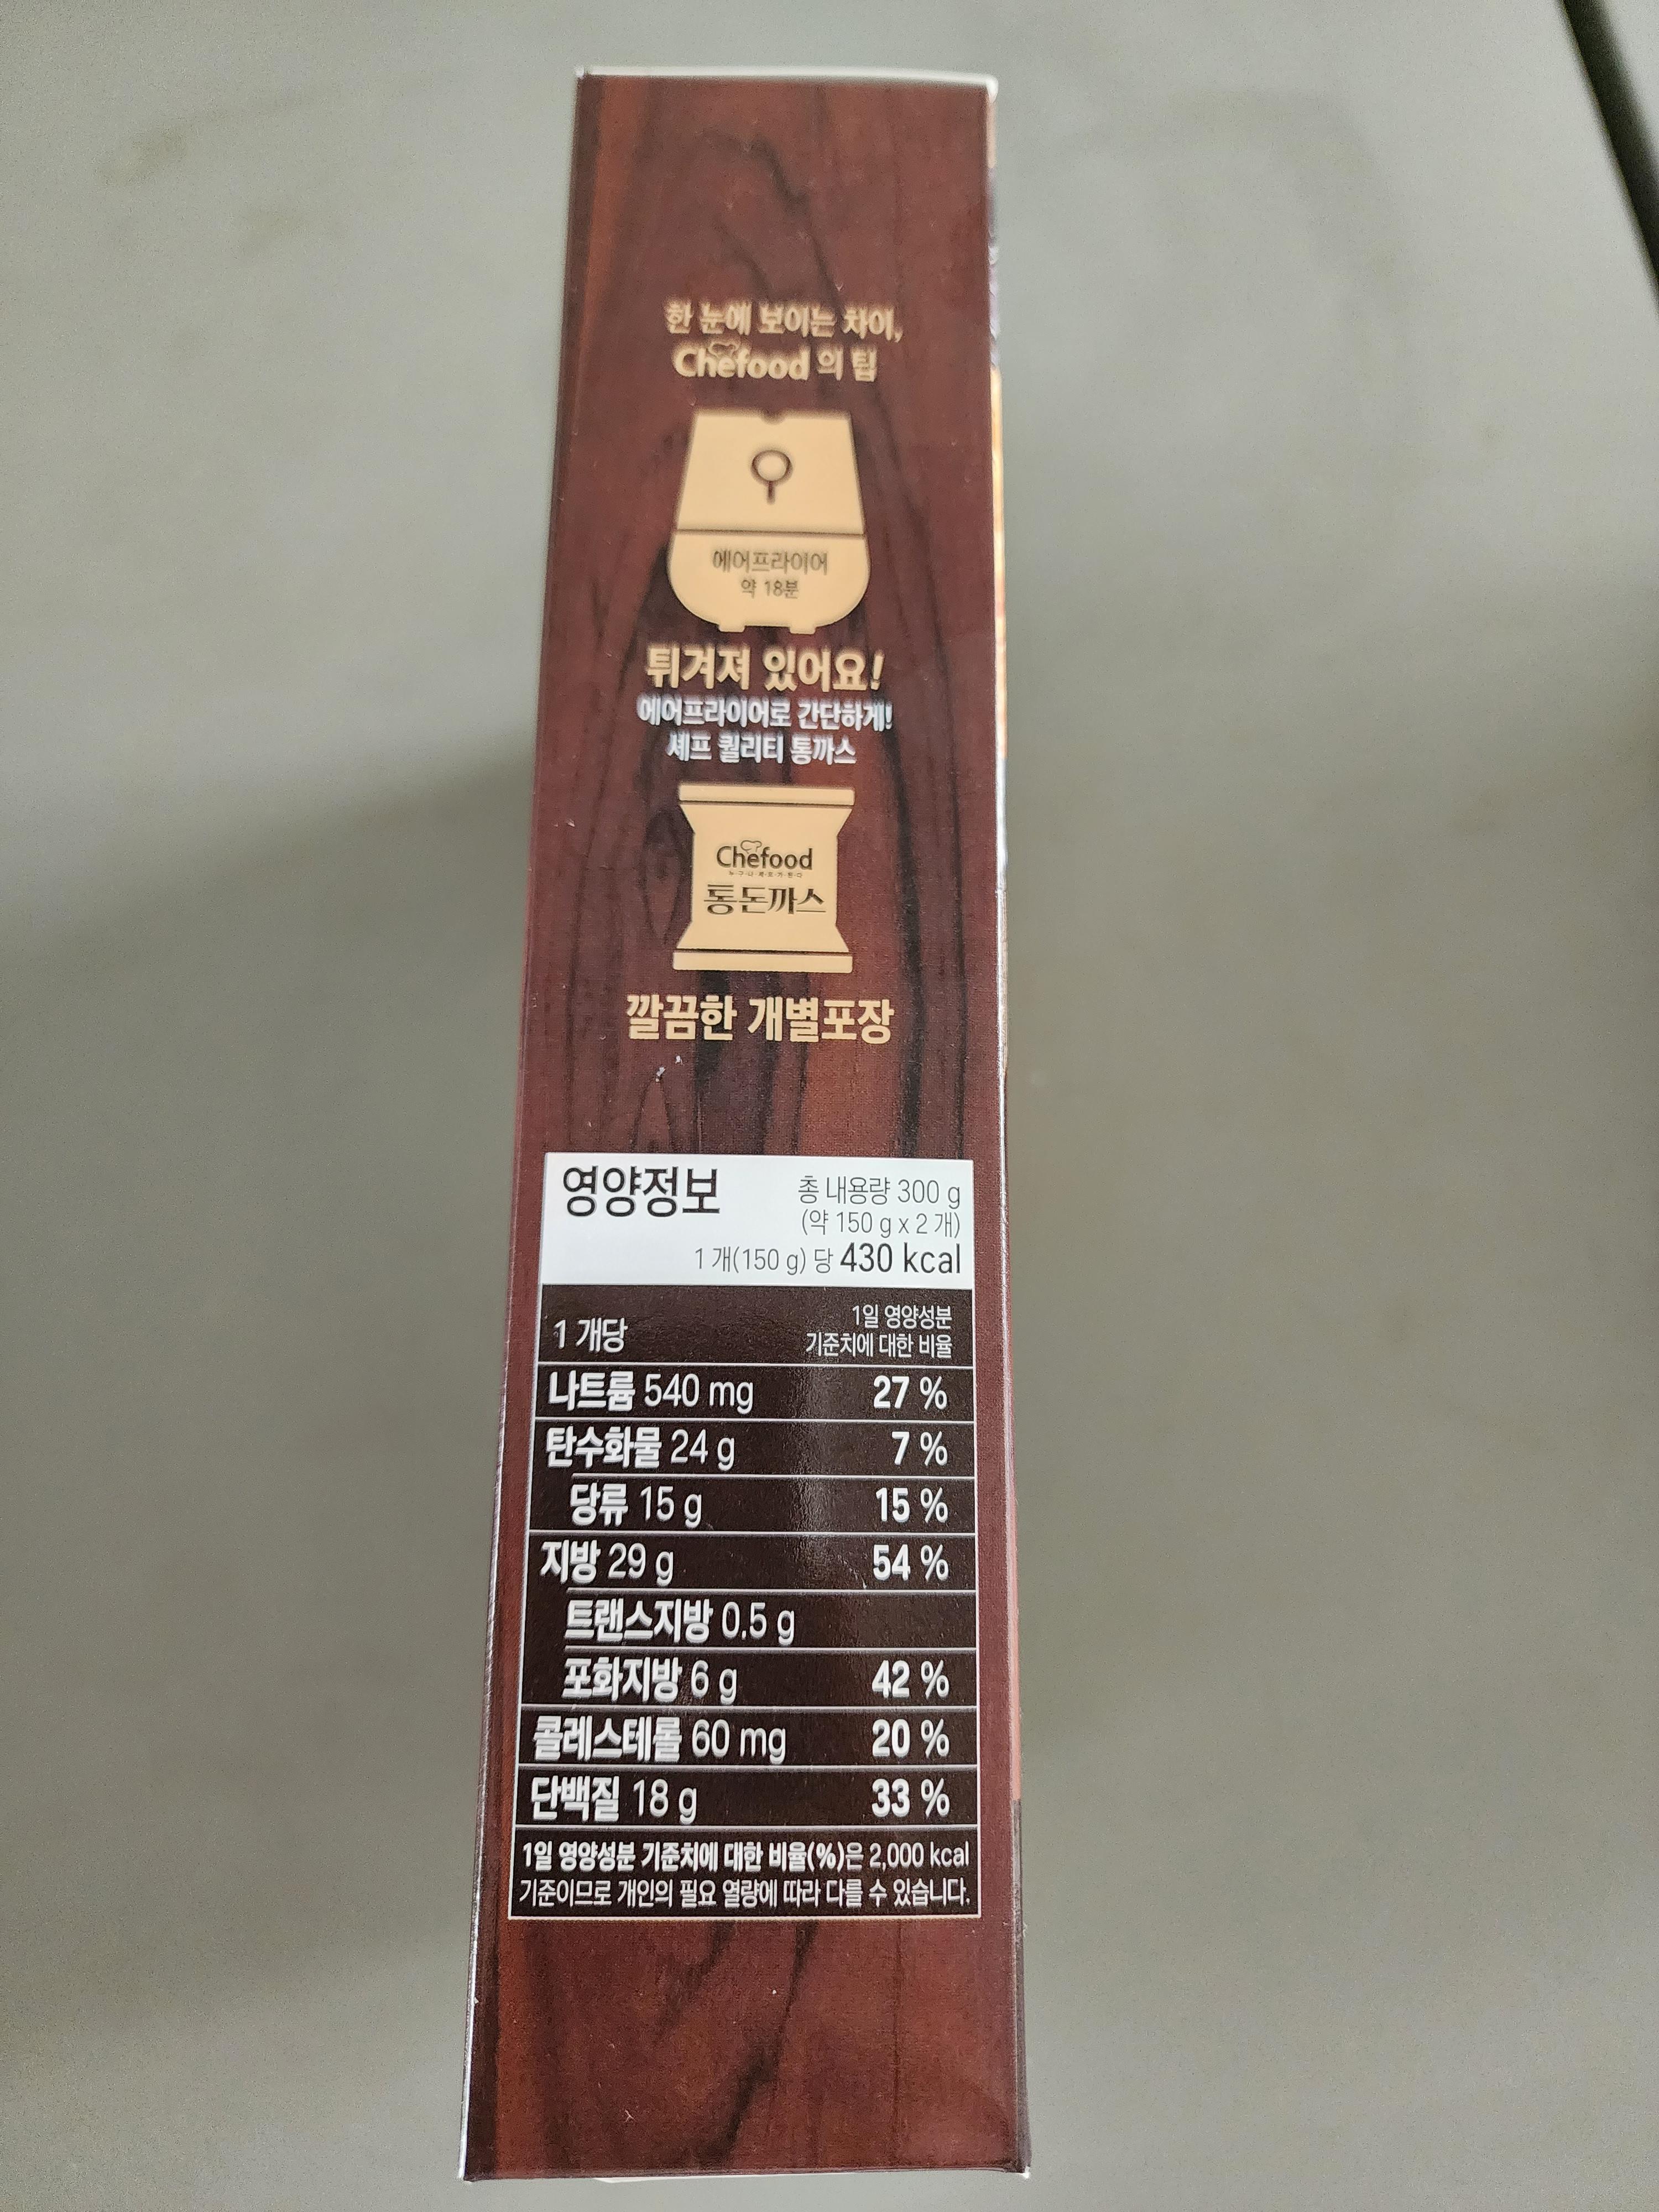 한 눈에 보이는 차이,
Chefood 의 팁
에어프라이어
약 18분
튀겨져 있어요!
에어프라이어로 간단하게!
셰프 퀄리티 통까스
Chefood
누구나셰프가된다
통돈까스
깔끔한 개별포장
영양정보 총 내용량 300 g
(약 150 g x 2 개)
1 개(150 g) 당 430 kcal
1일 영양성분
1 개당 기준치에 대한 비율
나트륨 540 mg 27 %
탄수화물 24 g 7 %
당류 15 g 15 %
지방 29 g 54 %
트랜스지방 0.5 g
포화지방 6 g 42 %
콜레스테롤 60 mg 20 %
단백질 18 g 33 %
1일 영양성분 기준치에 대한 비율(%)은 2,000 kcal
기준이므로 개인의 필요 열량에 따라 다를 수 있습니다.